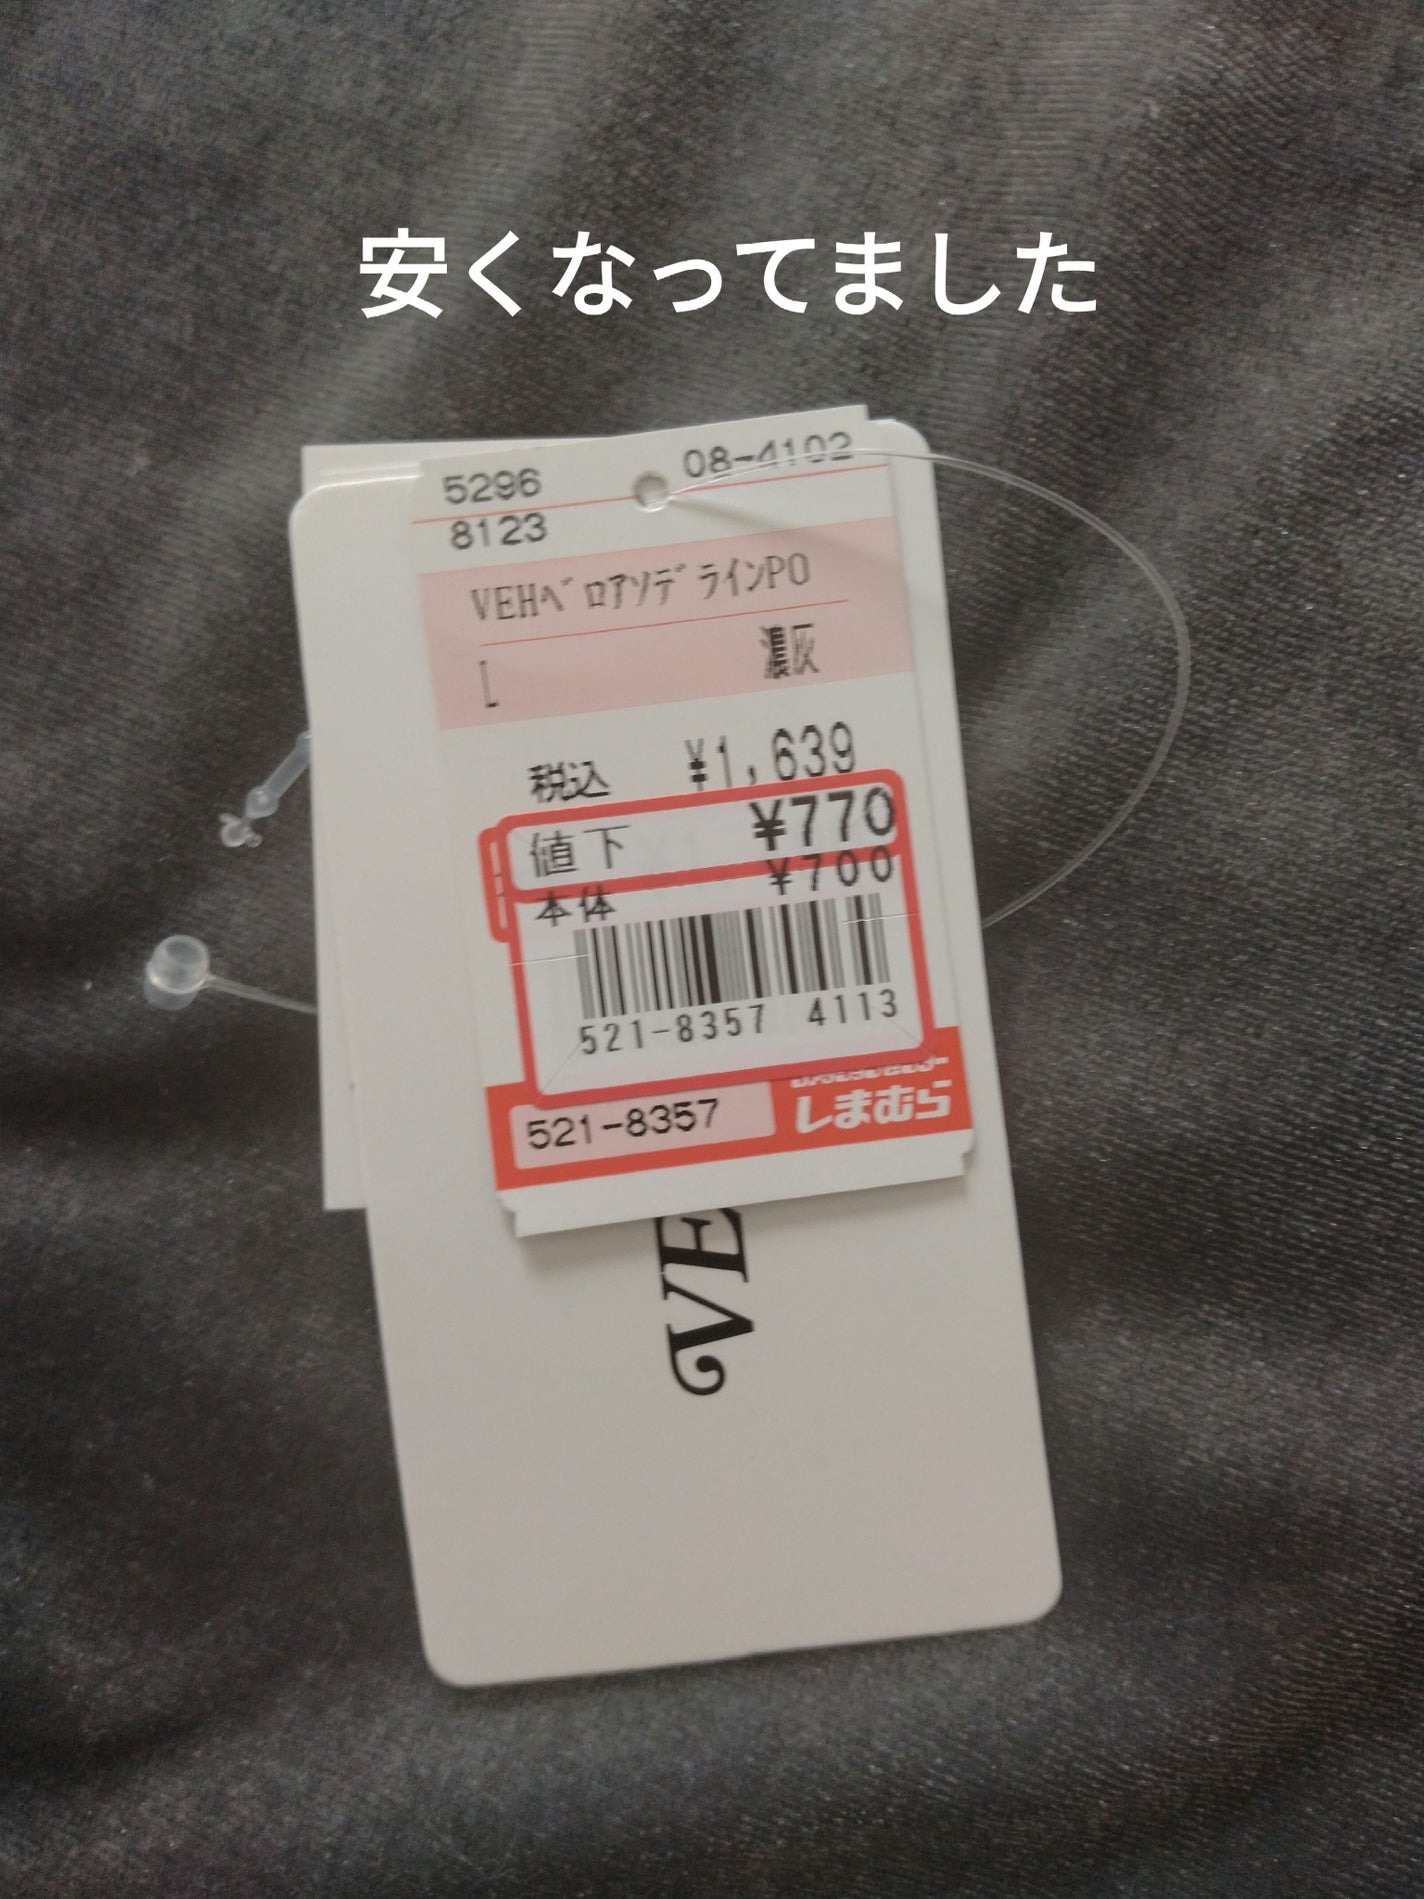 安くなってました
5296 08-4102
8123
VEHベロアソデラインPO
L 濃灰
税込 ¥1,639
値下 ¥770
本体 ¥700
521-8357 4113
521-8357 しまむら
VE